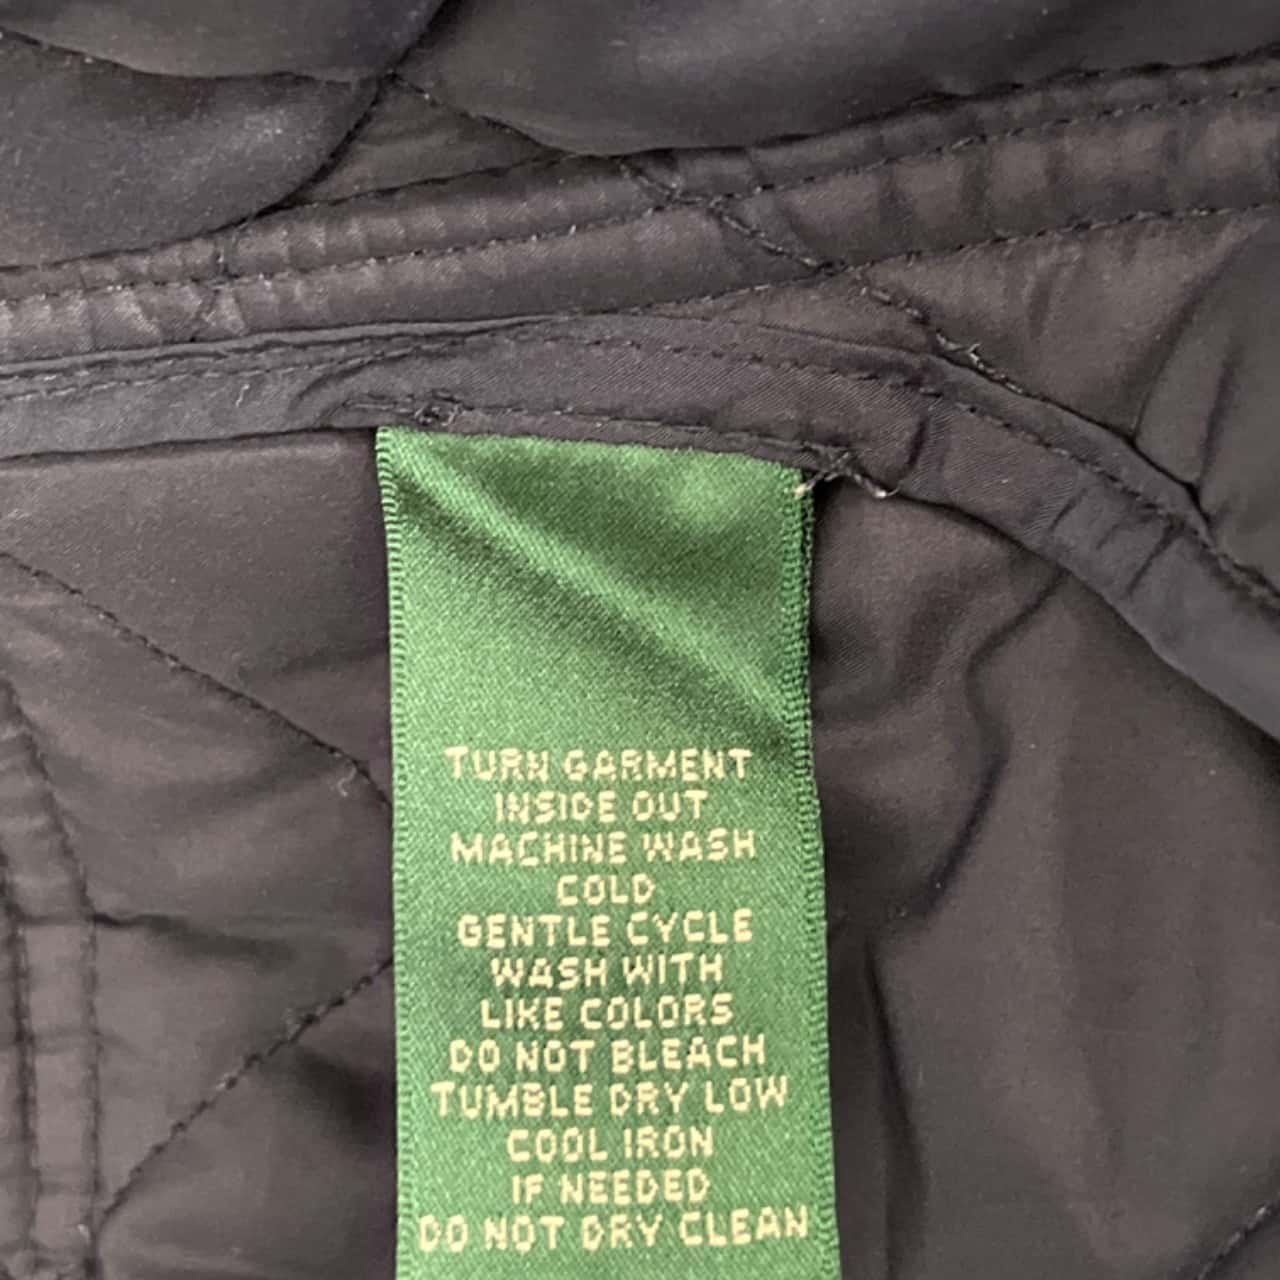 TURN GARMENT
INSIDE OUT
MACHINE WASH
COLD
GENTLE CYCLE
WASH WITH
LIKE COLORS
DO NOT BLEACH
TUMBLE DRY LOW
COOL IRON
IF NEEDED
DO NOT DRY CLEAN